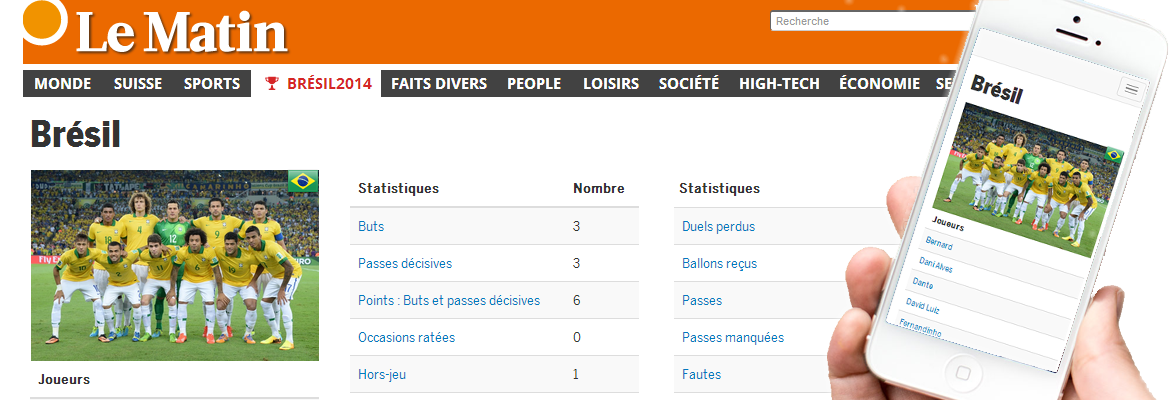 Le Matin
Recherche
MONDE SUISSE SPORTS BRÉSIL2014 FAITS DIVERS PEOPLE LOISIRS SOCIÉTÉ HIGH-TECH ÉCONOMIE SE
Brésil
Joueurs
Statistiques Nombre
Buts 3
Passes décisives 3
Points : Buts et passes décisives 6
Occasions ratées 0
Hors-jeu 1
Statistiques
Duels perdus
Ballons reçus
Passes
Passes manquées
Fautes
Brésil
Joueurs
Bernard
Dani Alves
Dante
David Luiz
Fernandinho